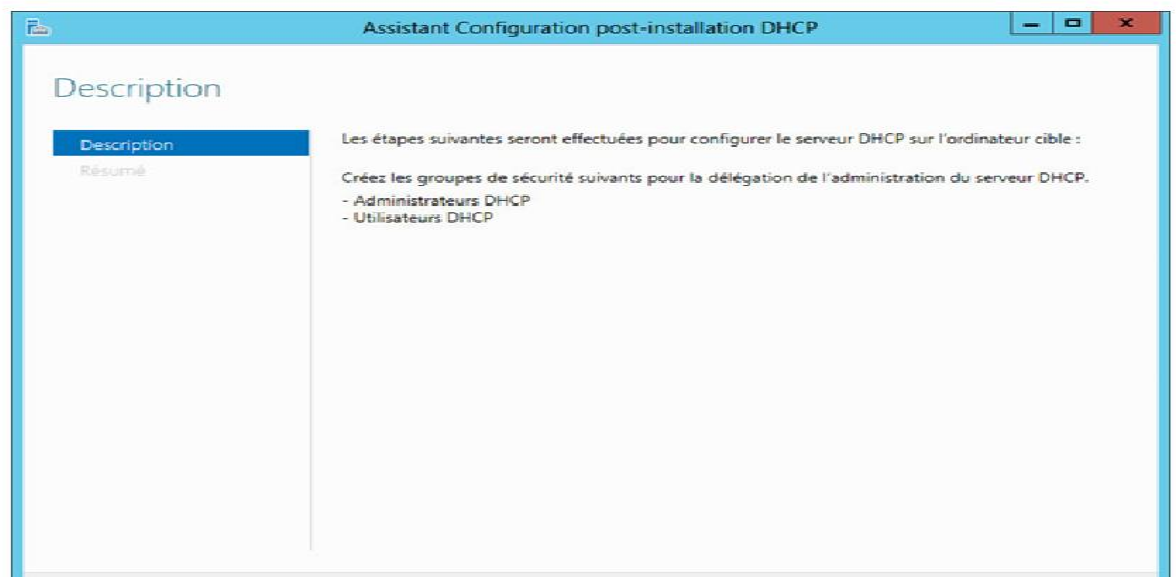 Assistant Configuration post-installation DHCP
Description
Description
Résumé
Les étapes suivantes seront effectuées pour configurer le serveur DHCP sur l'ordinateur cible :
Créez les groupes de sécurité suivants pour la délégation de l'administration du serveur DHCP.
- Administrateurs DHCP
- Utilisateurs DHCP